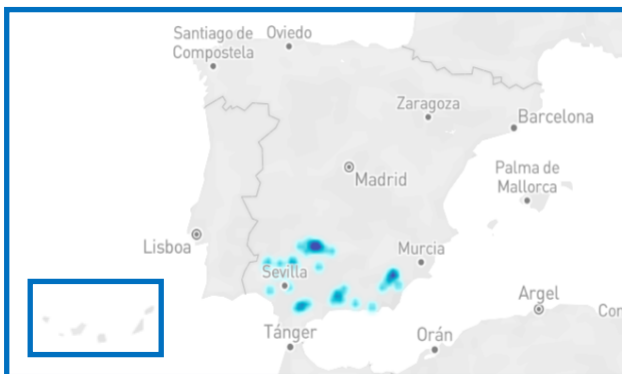 Santiago de
Compostela
Oviedo
Zaragoza
Barcelona
Madrid
Palma de
Mallorca
Lisboa
Murcia
Sevilla
Argel
Tánger
Orán